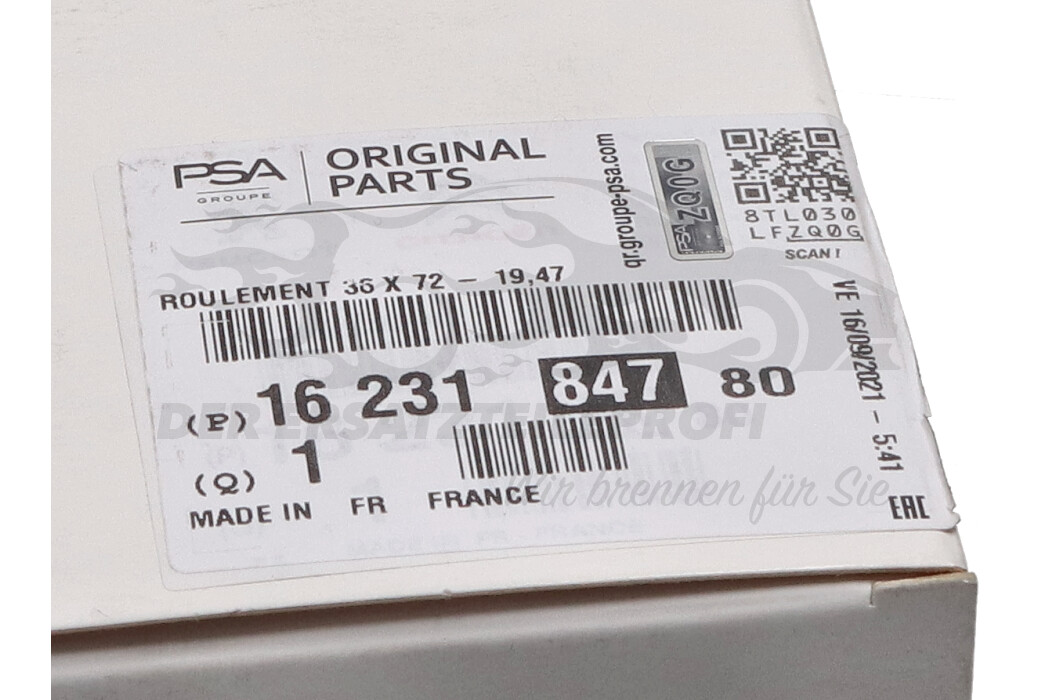 PSA
GROUPE
ORIGINAL
PARTS
qr.groupe-psa.com
PSA ZQ0G
8TL030
LFZQ0G
SCAN!
ROULEMENT 36 X 72 - 19,47
(P) 16 231 847 80
(Q) 1
MADE IN FR FRANCE
VE 16/09/2021 - 5:41
EAC
DER ERSATZTEILEPROFI
Wir brennen für Sie